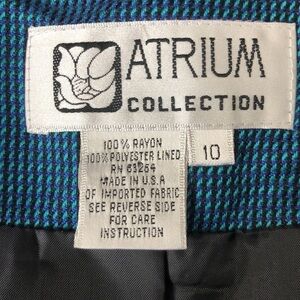 ATRIUM
COLLECTION
100% RAYON
100% POLYESTER LINED
RN 63264
MADE IN U.S.A
OF IMPORTED FABRIC
SEE REVERSE SIDE
FOR CARE
INSTRUCTION
10